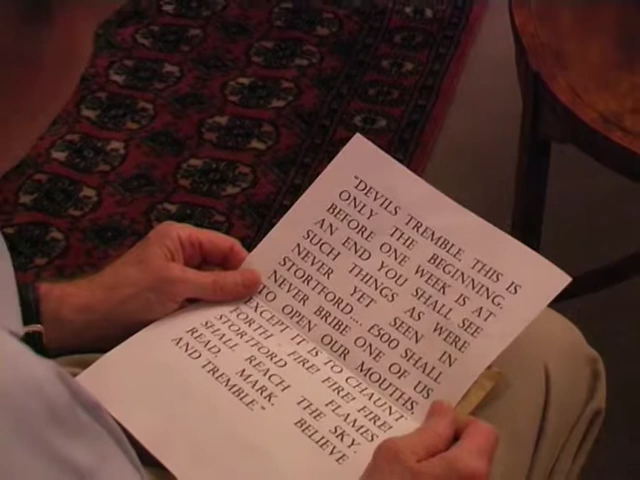 "DEVILS TREMBLE THIS IS
ONLY THE BEGINNING.
BEFORE ONE WEEK IS AT
AN END YOU SHALL SEE
SUCH THINGS AS WERE
NEVER YET SEEN IN
STORTFORD... £500 SHALL
NEVER BRIBE ONE OF US
TO OPEN OUR MOUTHS,
EXCEPT IT IS TO CHAUNT
FORTH - FIRE! FIRE! FIRE!
STORTFORD FLAMES
SHALL REACH THE SKY.
READ, MARK, BELIEVE
AND TREMBLE"